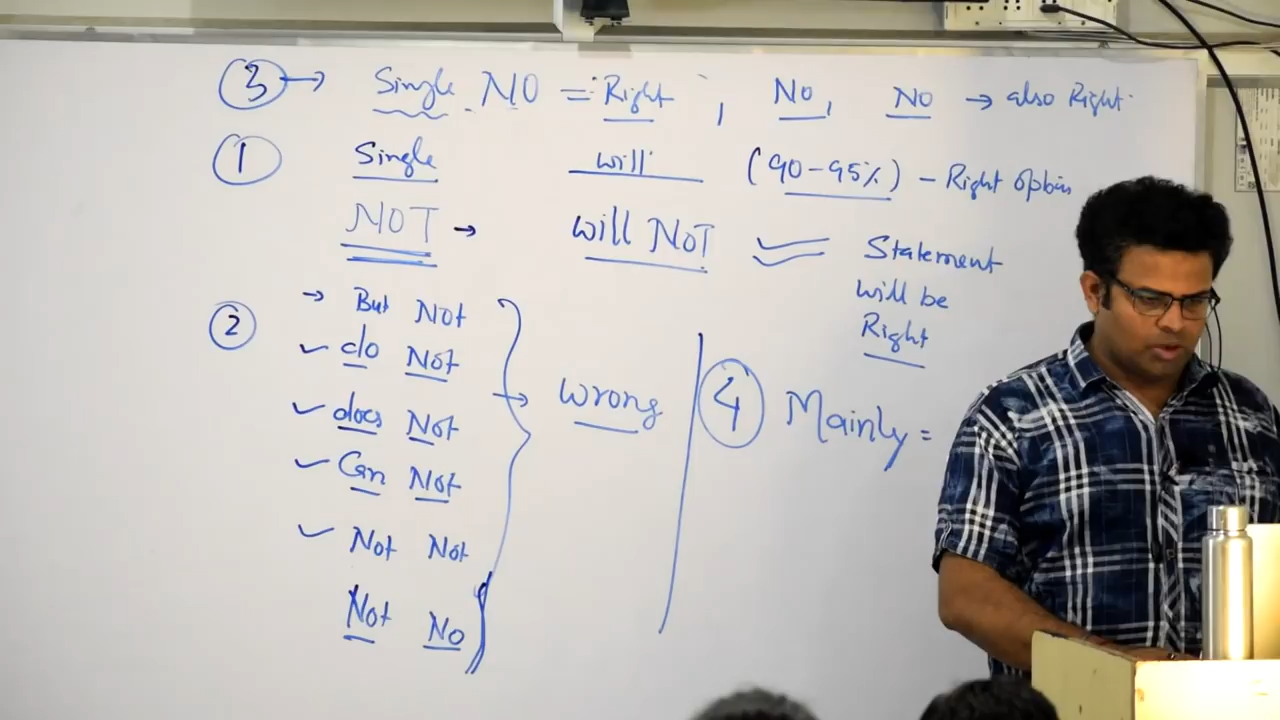 ③ → Single NO = Right , No, NO → also Right
① Single will (90-95%) - Right option
NOT → will NOT Statement
will be
Right
② → But Not
✓ do Not
✓ does Not
✓ Can Not
✓ Not Not
Not No
→ wrong
④ Mainly =